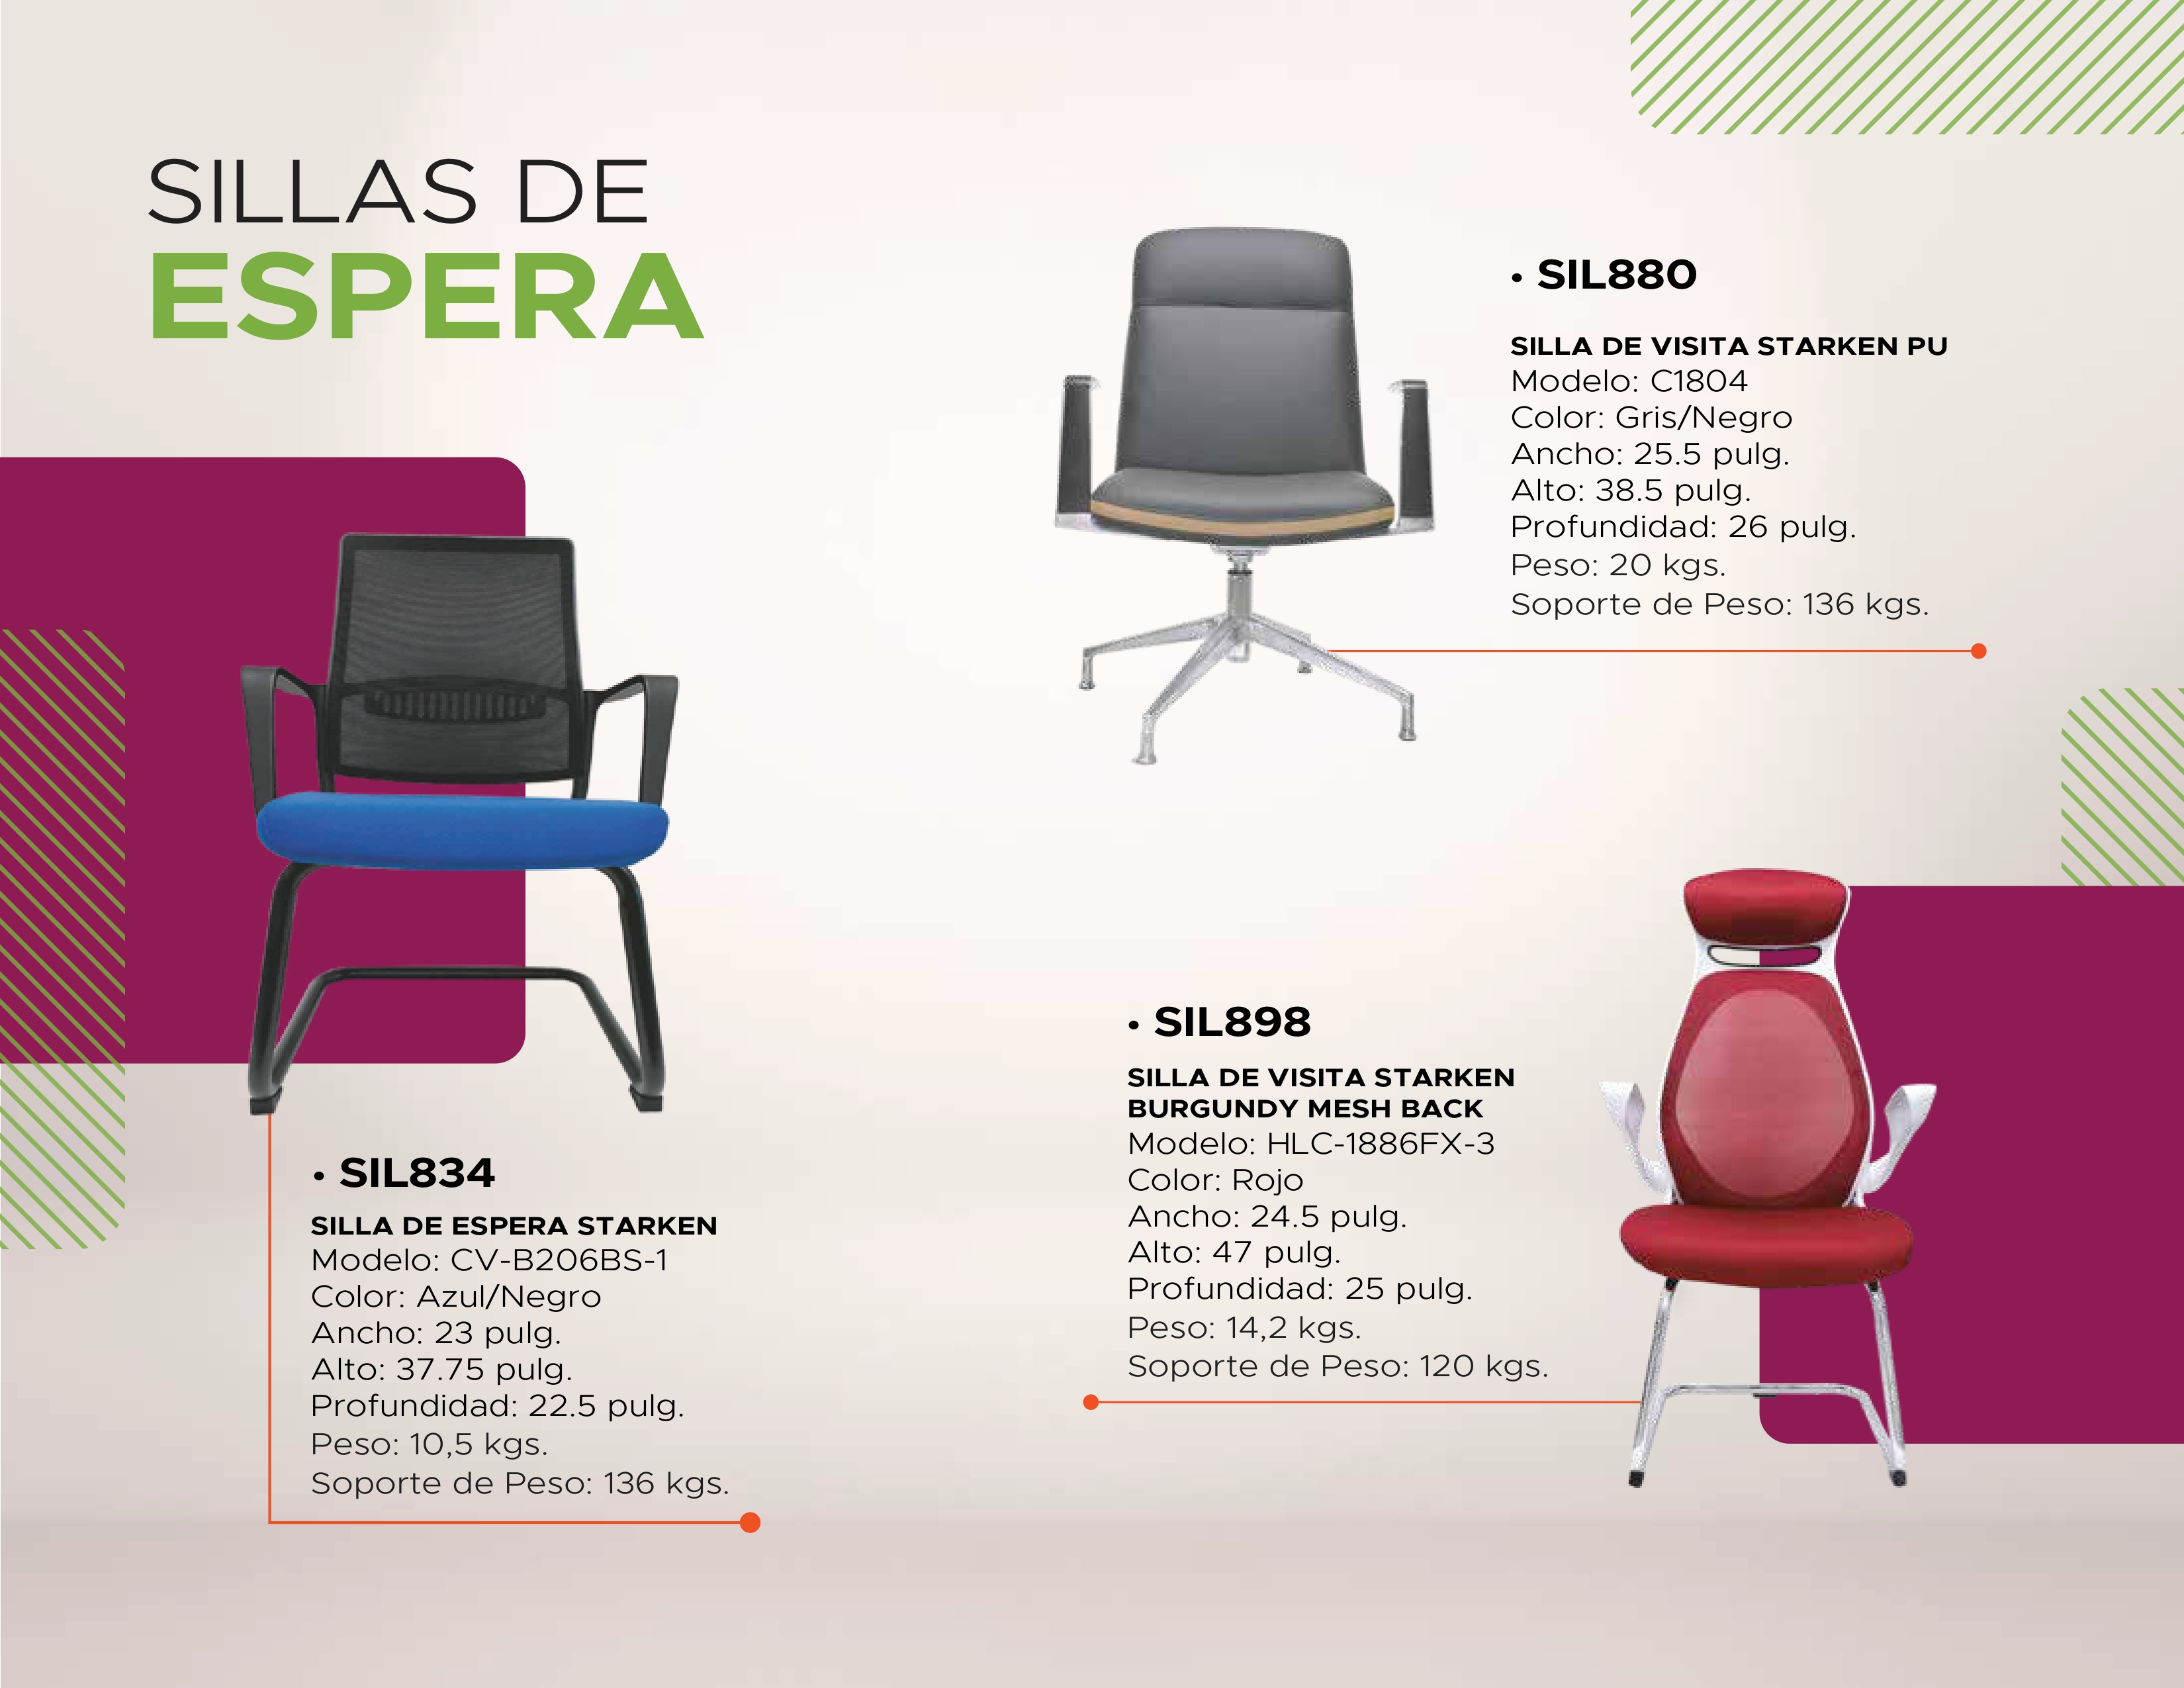 SILLAS DE
ESPERA
• SIL880
SILLA DE VISITA STARKEN PU
Modelo: C1804
Color: Gris/Negro
Ancho: 25.5 pulg.
Alto: 38.5 pulg.
Profundidad: 26 pulg.
Peso: 20 kgs.
Soporte de Peso: 136 kgs.
• SIL834
SILLA DE ESPERA STARKEN
Modelo: CV-B206BS-1
Color: Azul/Negro
Ancho: 23 pulg.
Alto: 37.75 pulg.
Profundidad: 22.5 pulg.
Peso: 10,5 kgs.
Soporte de Peso: 136 kgs.
• SIL898
SILLA DE VISITA STARKEN
BURGUNDY MESH BACK
Modelo: HLC-1886FX-3
Color: Rojo
Ancho: 24.5 pulg.
Alto: 47 pulg.
Profundidad: 25 pulg.
Peso: 14,2 kgs.
Soporte de Peso: 120 kgs.